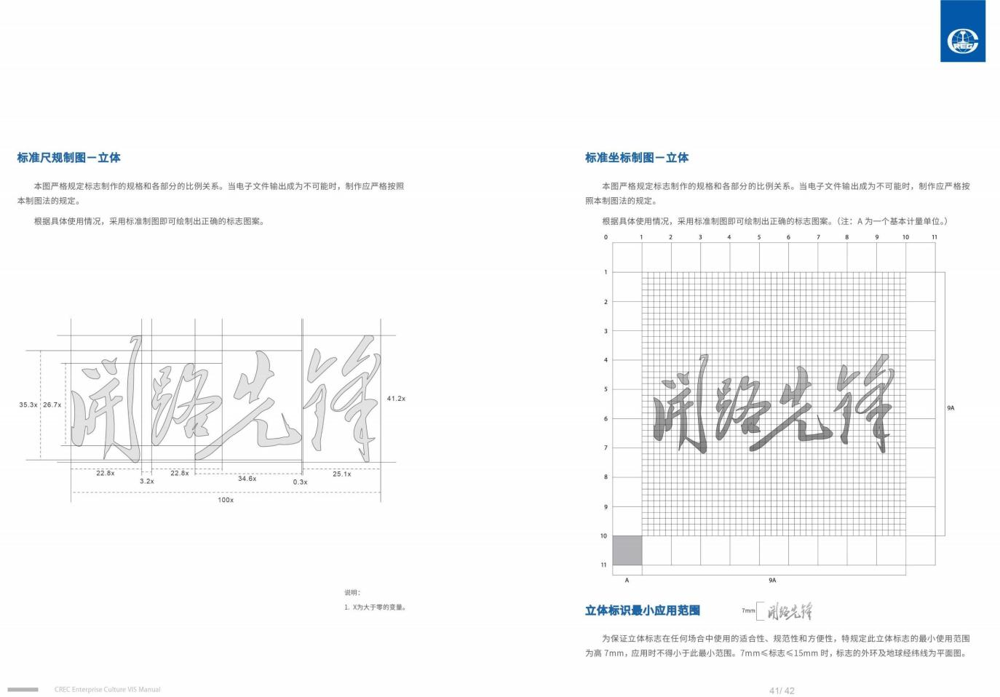 CREC
标准尺规制图－立体
本图严格规定标志制作的规格和各部分的比例关系。当电子文件输出成为不可能时，制作应严格按照
本制图法的规定。
根据具体使用情况，采用标准制图即可绘制出正确的标志图案。
开路先锋
35.3x
26.7x
41.2x
22.8x
3.2x
22.8x
34.6x
0.3x
25.1x
100x
说明：
1. X为大于零的变量。
CREC Enterprise Culture VIS Manual
标准坐标制图－立体
本图严格规定标志制作的规格和各部分的比例关系。当电子文件输出成为不可能时，制作应严格按
照本制图法的规定。
根据具体使用情况，采用标准制图即可绘制出正确的标志图案。（注：A 为一个基本计量单位。）
0 1 2 3 4 5 6 7 8 9 10 11
1
2
3
4
5
6
7
8
9
10
11
开路先锋
9A
A
9A
立体标识最小应用范围
7mm
开路先锋
为保证立体标志在任何场合中使用的适合性、规范性和方便性，特规定此立体标志的最小使用范围
为高 7mm，应用时不得小于此最小范围。7mm≤标志≤15mm 时，标志的外环及地球经纬线为平面图。
41/ 42